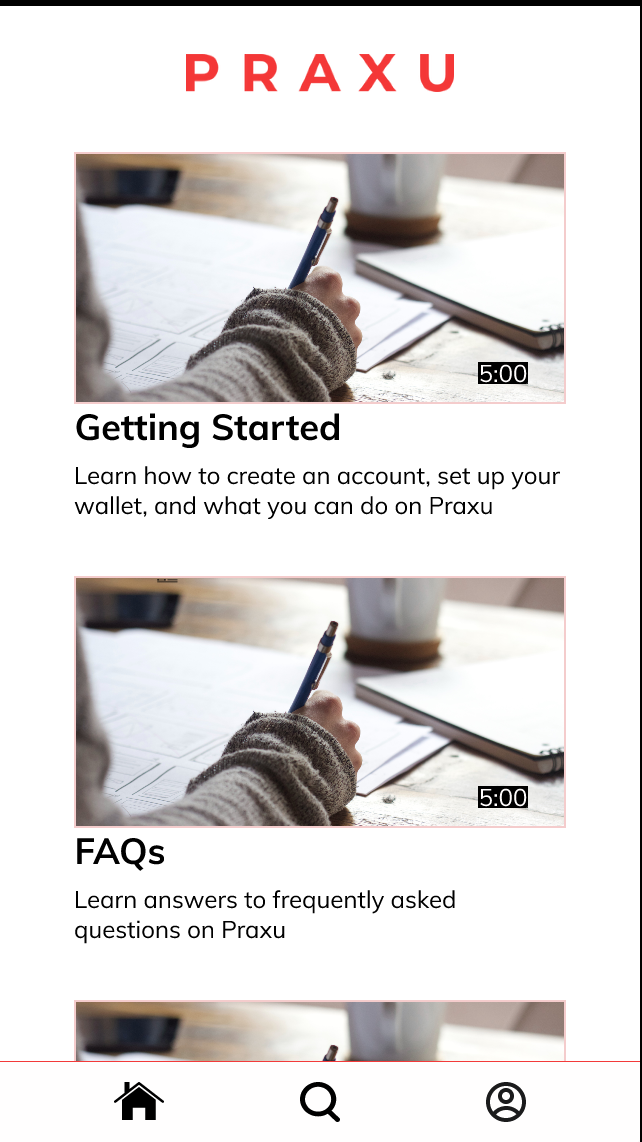 PRAXU
5:00
Getting Started
Learn how to create an account, set up your
wallet, and what you can do on Praxu
5:00
FAQs
Learn answers to frequently asked
questions on Praxu